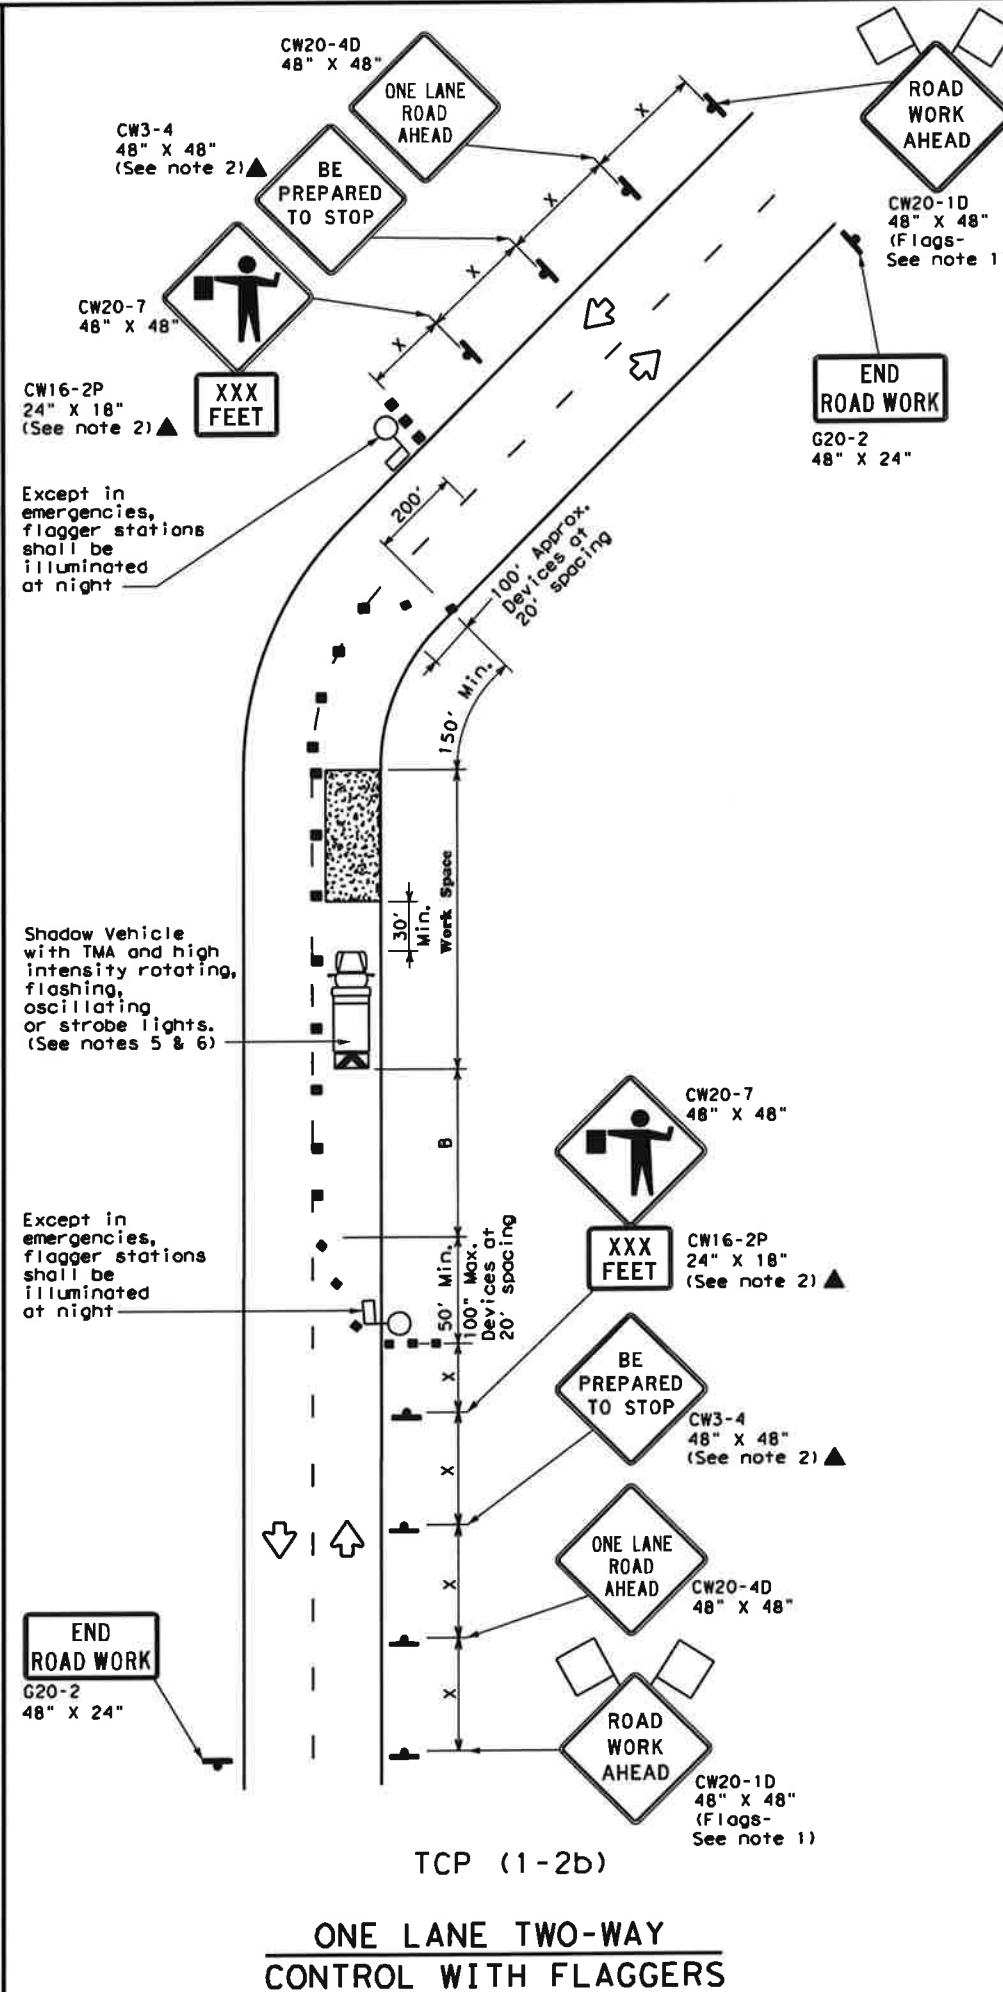 CW20-4D
48" X 48"
ONE LANE
ROAD
AHEAD
ROAD
WORK
AHEAD
CW3-4
48" X 48"
(See note 2)▲
BE
PREPARED
TO STOP
CW20-1D
48" X 48"
(Flags-
See note 1
X
X
X
X
CW20-7
48" X 48"
CW16-2P
24" X 18"
(See note 2)▲
XXX
FEET
END
ROAD WORK
G20-2
48" X 24"
Except in
emergencies,
flagger stations
shall be
illuminated
at night
200'
100' Approx.
Devices at
20' spacing
150' Min.
Work Space
30'
Min.
Shadow Vehicle
with TMA and high
intensity rotating,
flashing,
oscillating
or strobe lights.
(See notes 5 & 6)
B
CW20-7
48" X 48"
XXX
FEET
CW16-2P
24" X 18"
(See note 2)▲
Except in
emergencies,
flagger stations
shall be
illuminated
at night
50' Min.
100" Max.
Devices at
20' spacing
X
X
X
X
BE
PREPARED
TO STOP
CW3-4
48" X 48"
(See note 2)▲
ONE LANE
ROAD
AHEAD
CW20-4D
48" X 48"
END
ROAD WORK
G20-2
48" X 24"
ROAD
WORK
AHEAD
CW20-1D
48" X 48"
(Flags-
See note 1)
TCP (1-2b)
ONE LANE TWO-WAY
CONTROL WITH FLAGGERS